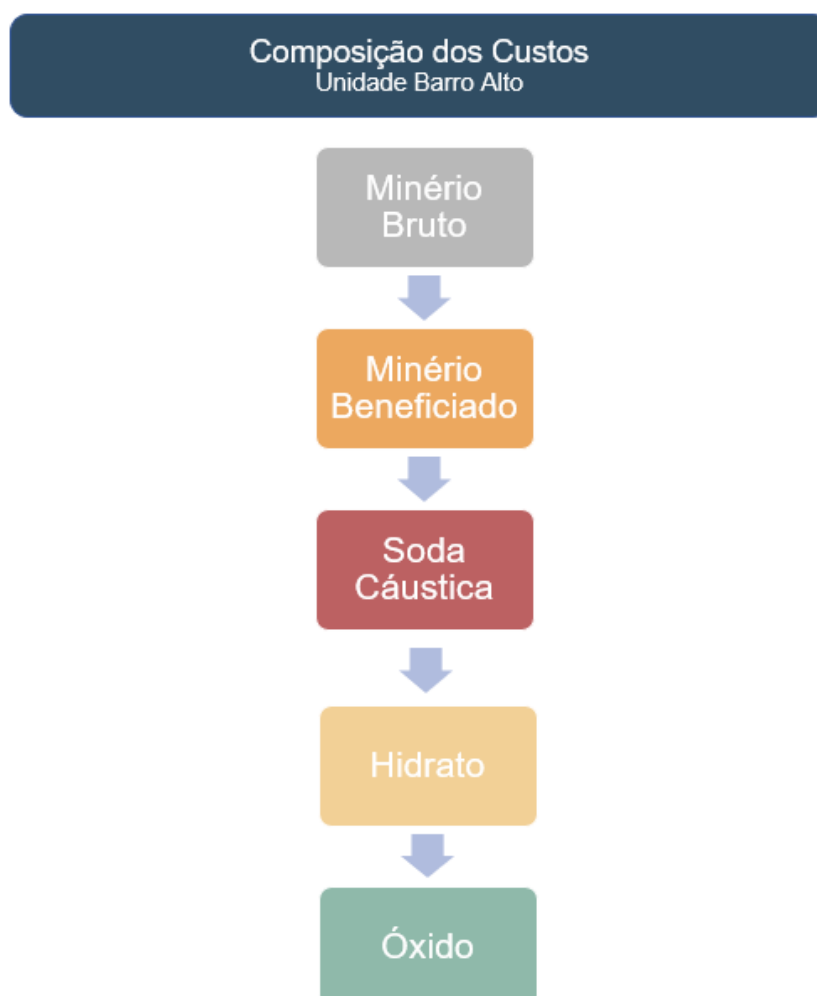 Composição dos Custos
Unidade Barro Alto
Minério
Bruto
Minério
Beneficiado
Soda
Cáustica
Hidrato
Óxido